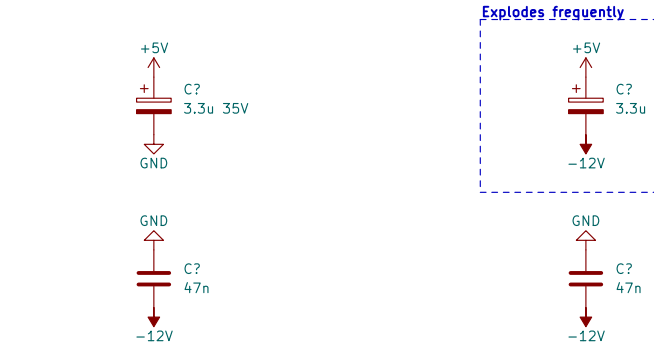 Explodes frequently
+5V
+
C?
3.3u 35V
GND
+5V
+
C?
3.3u
-12V
GND
C?
47n
-12V
GND
C?
47n
-12V